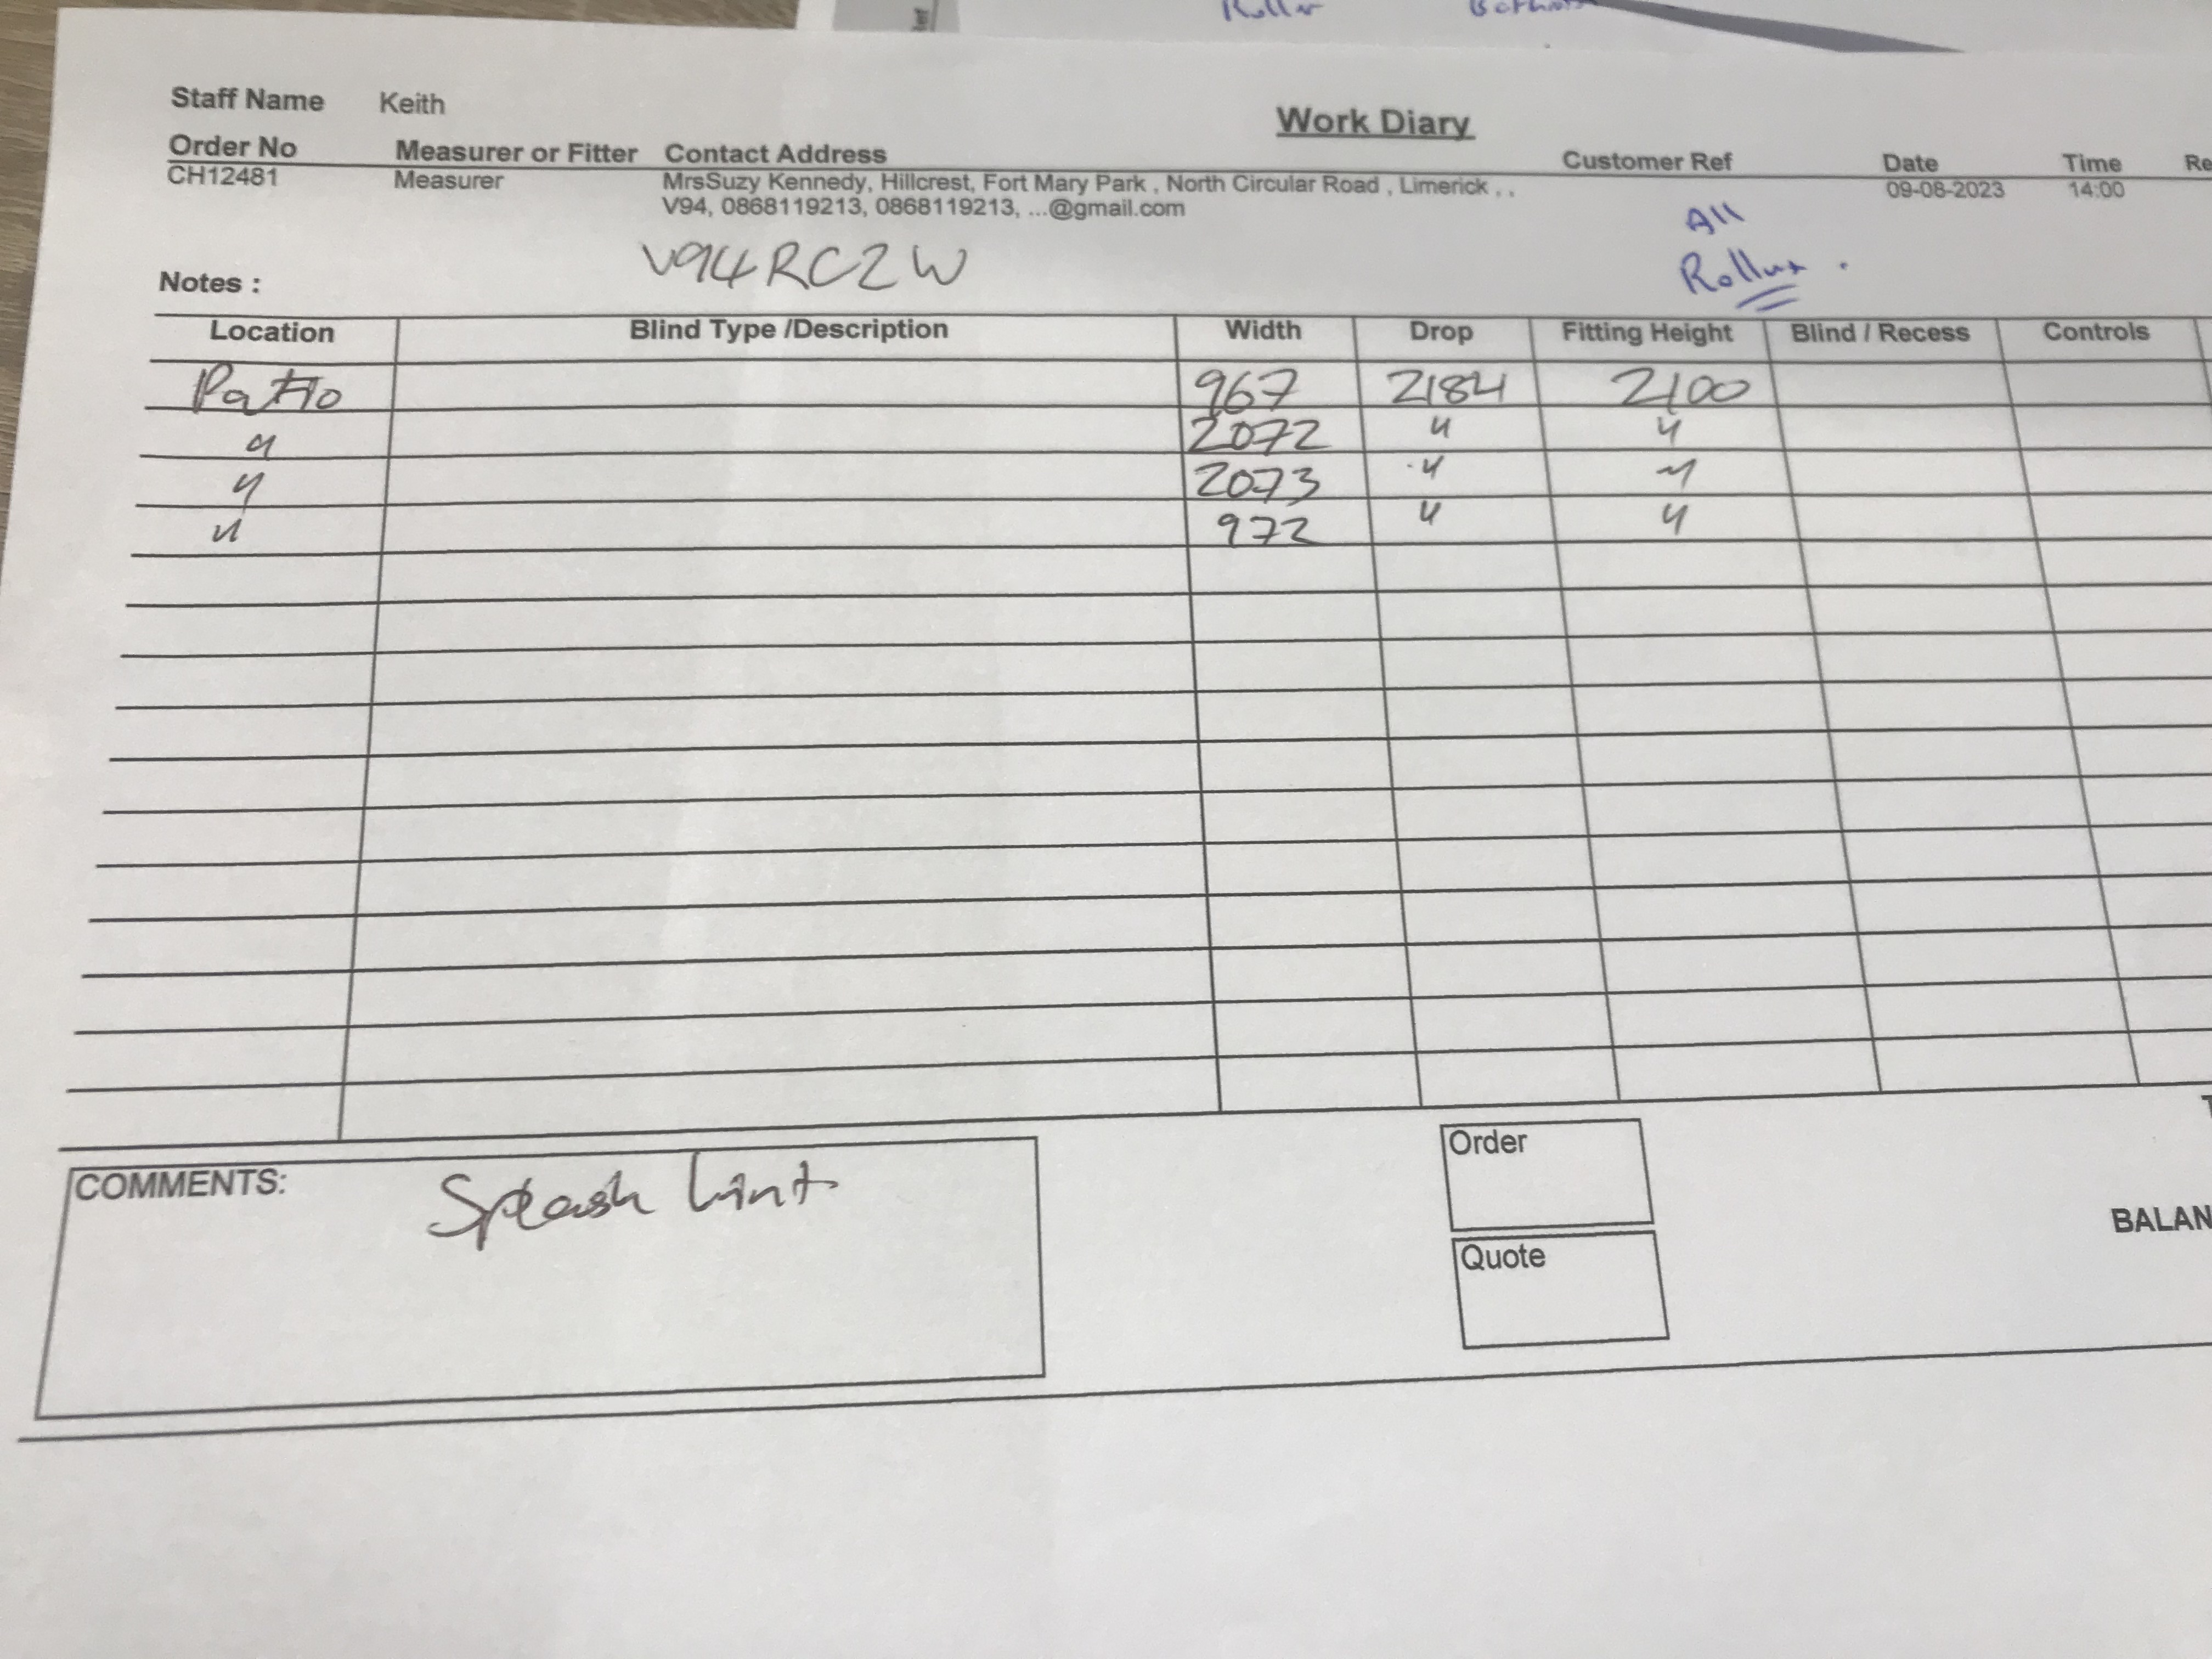 Roller
Staff Name Keith
Work Diary
Order No Measurer or Fitter Contact Address Customer Ref Date Time Re
CH12481 Measurer MrsSuzy Kennedy, Hillcrest, Fort Mary Park , North Circular Road , Limerick , , 09-08-2023 14:00
V94, 0868119213, 0868119213, ...@gmail.com
All
V94RC2W
Rollers .
Notes :
Location Blind Type /Description Width Drop Fitting Height Blind / Recess Controls
Patio 967 2184 2100
" 2072 " "
" 2073 " "
" 972 " "
COMMENTS: Splash
Order
Quote
BALAN